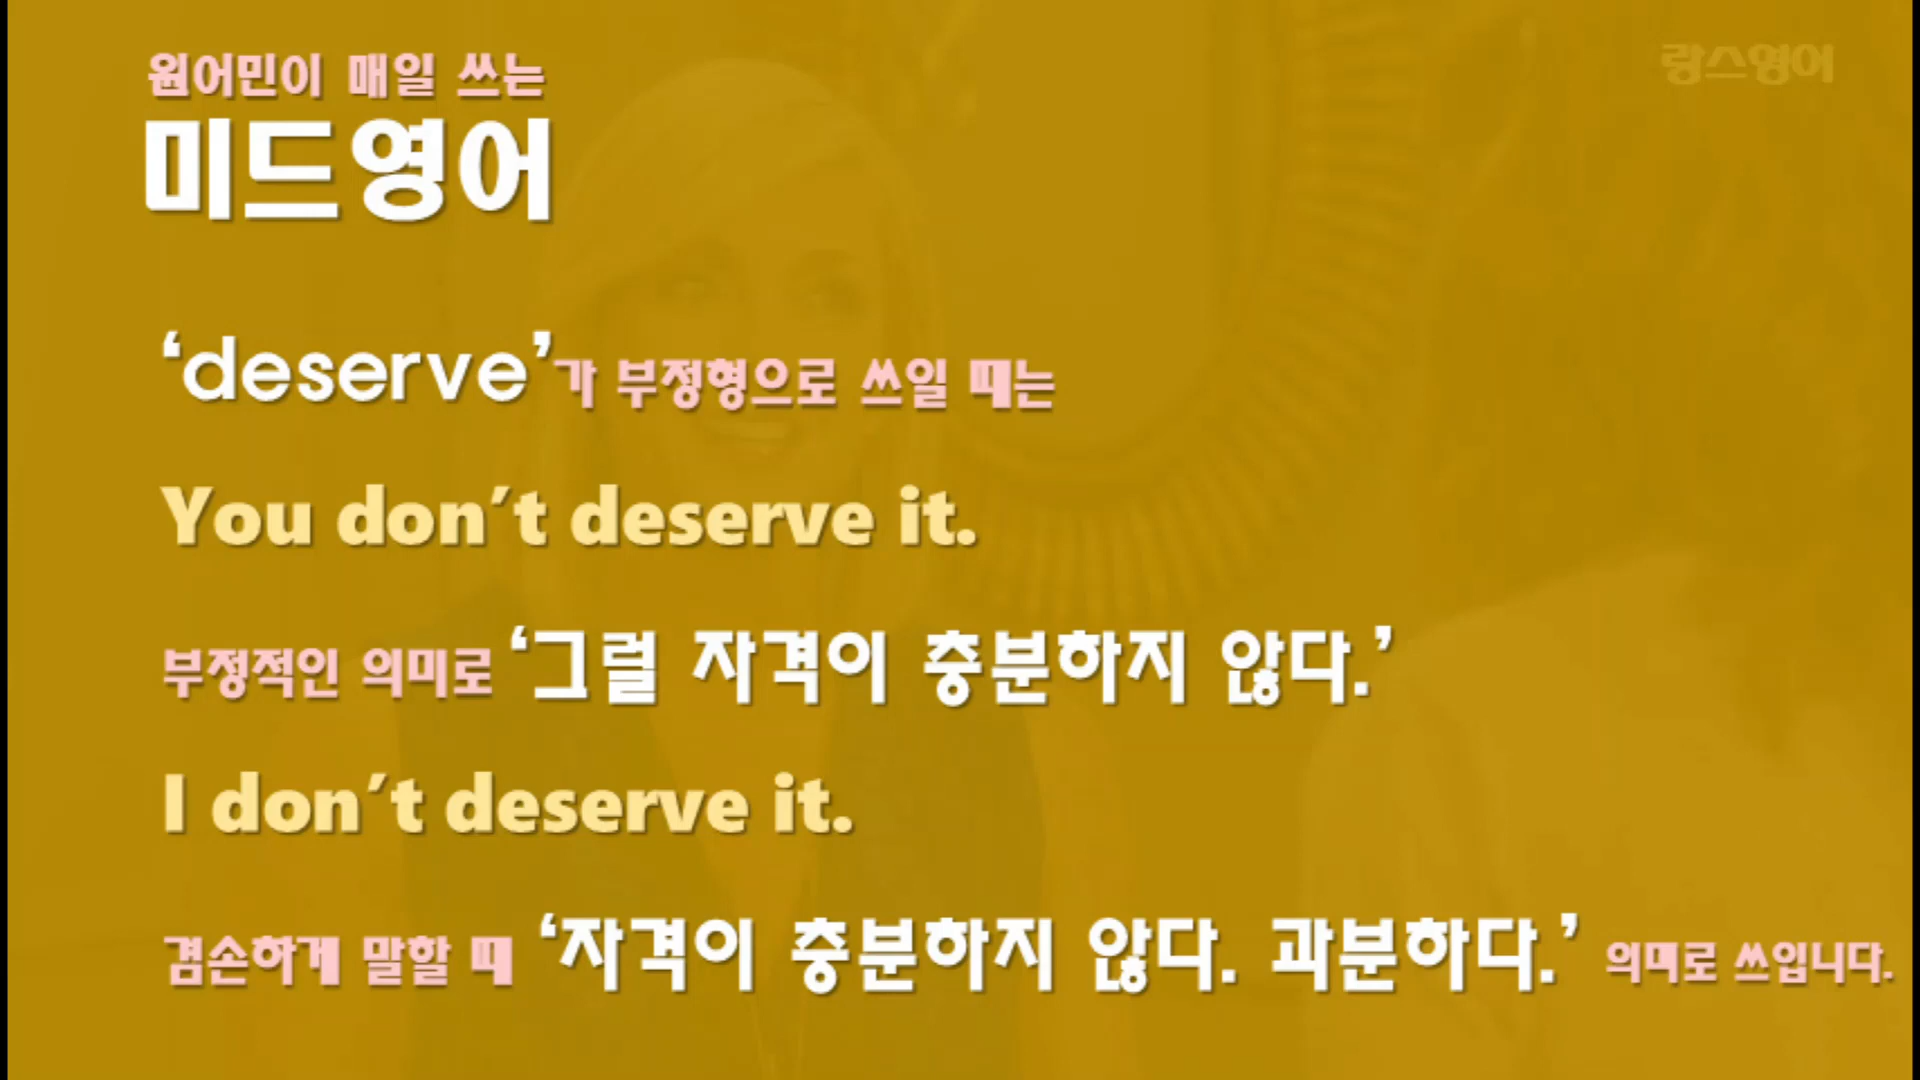 원어민이 매일 쓰는
랑스영어
미드영어
‘deserve’가 부정형으로 쓰일 때는
You don’t deserve it.
부정적인 의미로 ‘그럴 자격이 충분하지 않다.’
I don’t deserve it.
겸손하게 말할 때 ‘자격이 충분하지 않다. 과분하다.’ 의미로 쓰입니다.